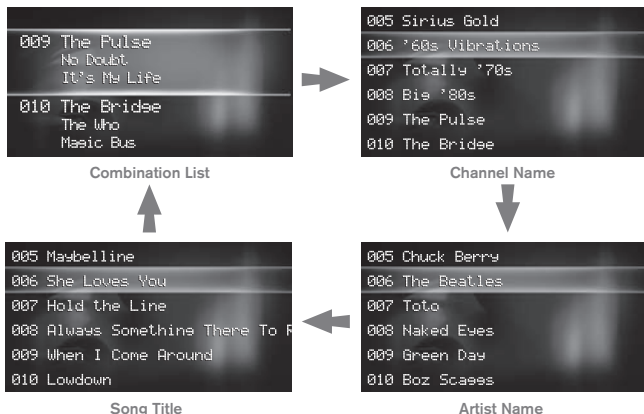 009 The Pulse
No Doubt
It's My Life
010 The Bridge
The Who
Magic Bus
Combination List
005 Sirius Gold
006 '60s Vibrations
007 Totally '70s
008 Big '80s
009 The Pulse
010 The Bridge
Channel Name
005 Maybelline
006 She Loves You
007 Hold the Line
008 Always Something There To R
009 When I Come Around
010 Lowdown
Song Title
005 Chuck Berry
006 The Beatles
007 Toto
008 Naked Eyes
009 Green Day
010 Boz Scaggs
Artist Name